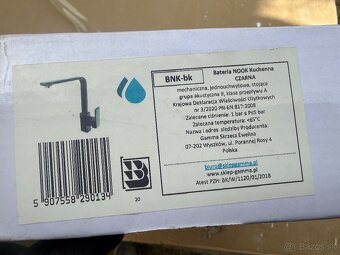 BNK-bk
Bateria NOOK Kuchenna
CZARNA
mechaniczna, jednouchwytowa, stojąca
grupa akustyczna II, klasa przepływu A
Krajowa Deklaracja Właściwości Użytkowych
nr 3/2020 PN-EN 817:2008
Zalecane ciśnienie: 1 bar ≤ P≤5 bar
Zalecana temperatura: <65°C
Nazwa i adres siedziby Producenta:
Gamma Skrzeca Ewelina
07-202 Wyszków, ul. Porannej Rosy 4
Polska
biuro@sklepgamma.pl
www.sklep-gamma.pl
Atest PZH: BK/W/1120/01/2018
5 907558 290134
B
20
bazos.sk